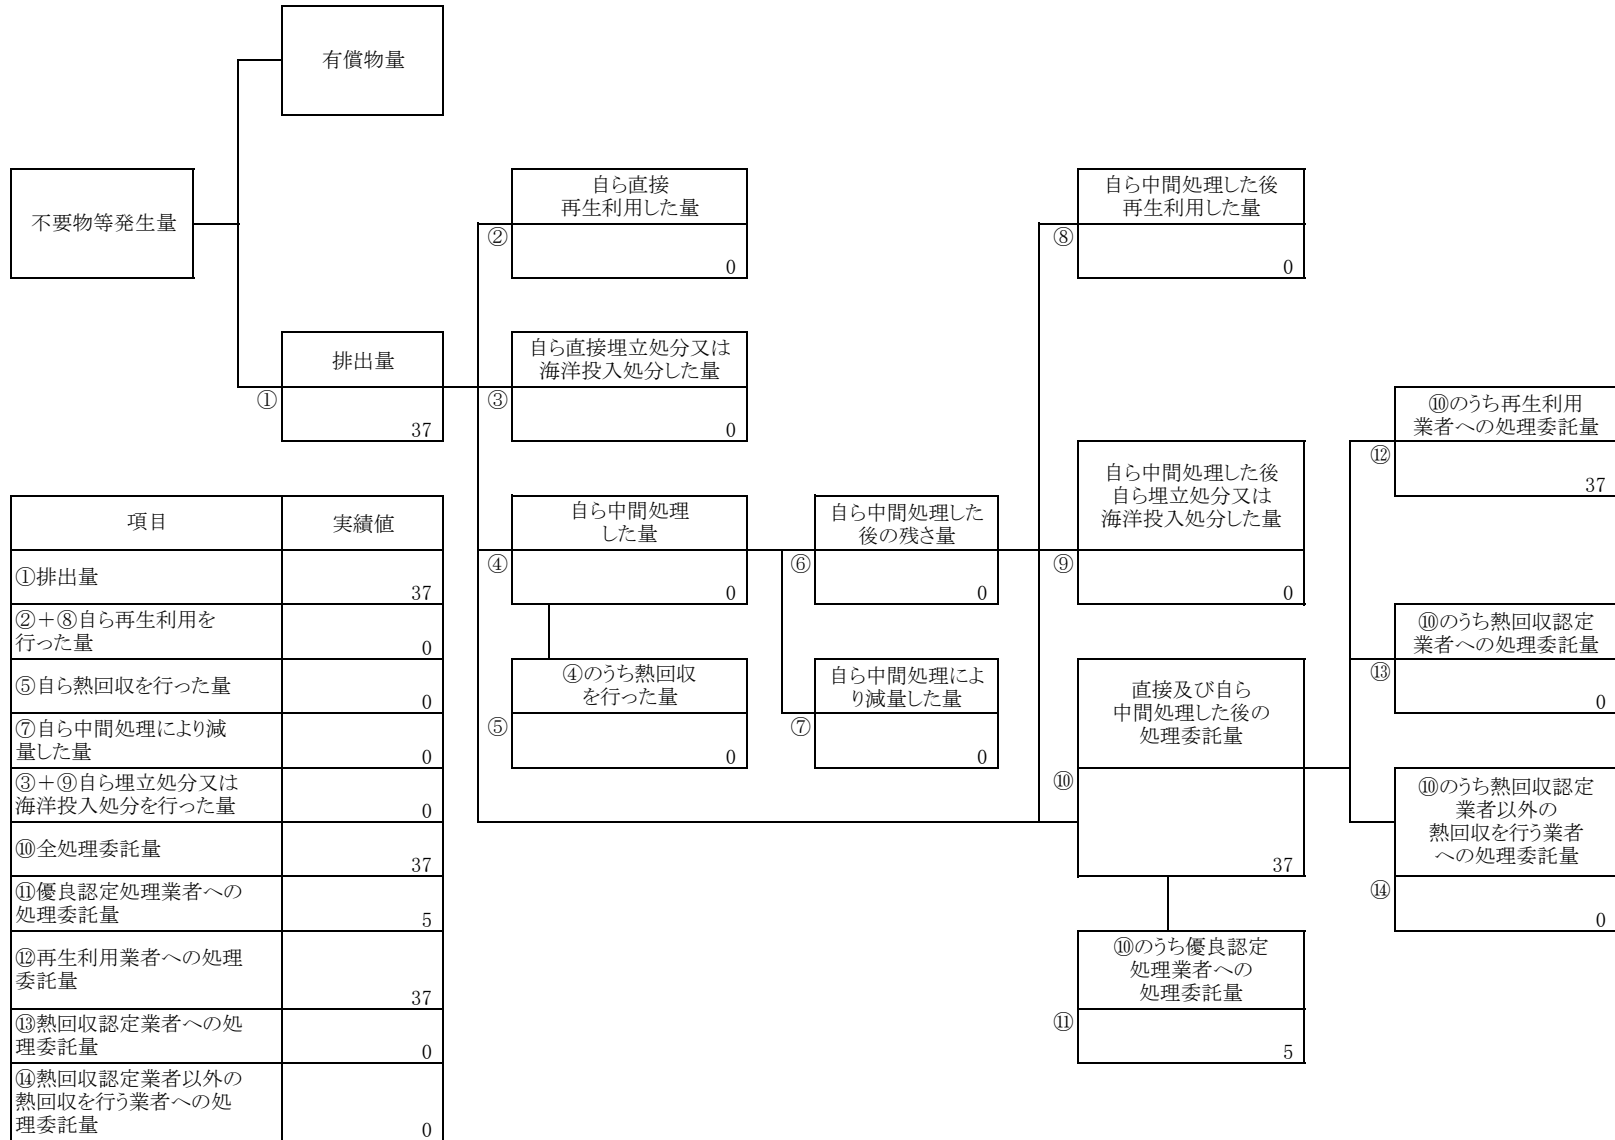 有償物量
不要物等発生量
自ら直接
再生利用した量
②
0
自ら中間処理した後
再生利用した量
⑧
0
排出量
①
37
自ら直接埋立処分又は
海洋投入処分した量
③
0
⑩のうち再生利用
業者への処理委託量
⑫
37
自ら中間処理した後
自ら埋立処分又は
海洋投入処分した量
⑨
0
自ら中間処理
した量
④
0
自ら中間処理した
後の残さ量
⑥
0
⑩のうち熱回収認定
業者への処理委託量
⑬
0
④のうち熱回収
を行った量
⑤
0
自ら中間処理によ
り減量した量
⑦
0
直接及び自ら
中間処理した後の
処理委託量
⑩
37
⑩のうち熱回収認定
業者以外の
熱回収を行う業者
への処理委託量
⑭
0
⑩のうち優良認定
処理業者への
処理委託量
⑪
5
項目 実績値
①排出量 37
②+⑧自ら再生利用を
行った量 0
⑤自ら熱回収を行った量 0
⑦自ら中間処理により減
量した量 0
③+⑨自ら埋立処分又は
海洋投入処分を行った量 0
⑩全処理委託量 37
⑪優良認定処理業者への
処理委託量 5
⑫再生利用業者への処理
委託量 37
⑬熱回収認定業者への処
理委託量 0
⑭熱回収認定業者以外の
熱回収を行う業者への処
理委託量 0